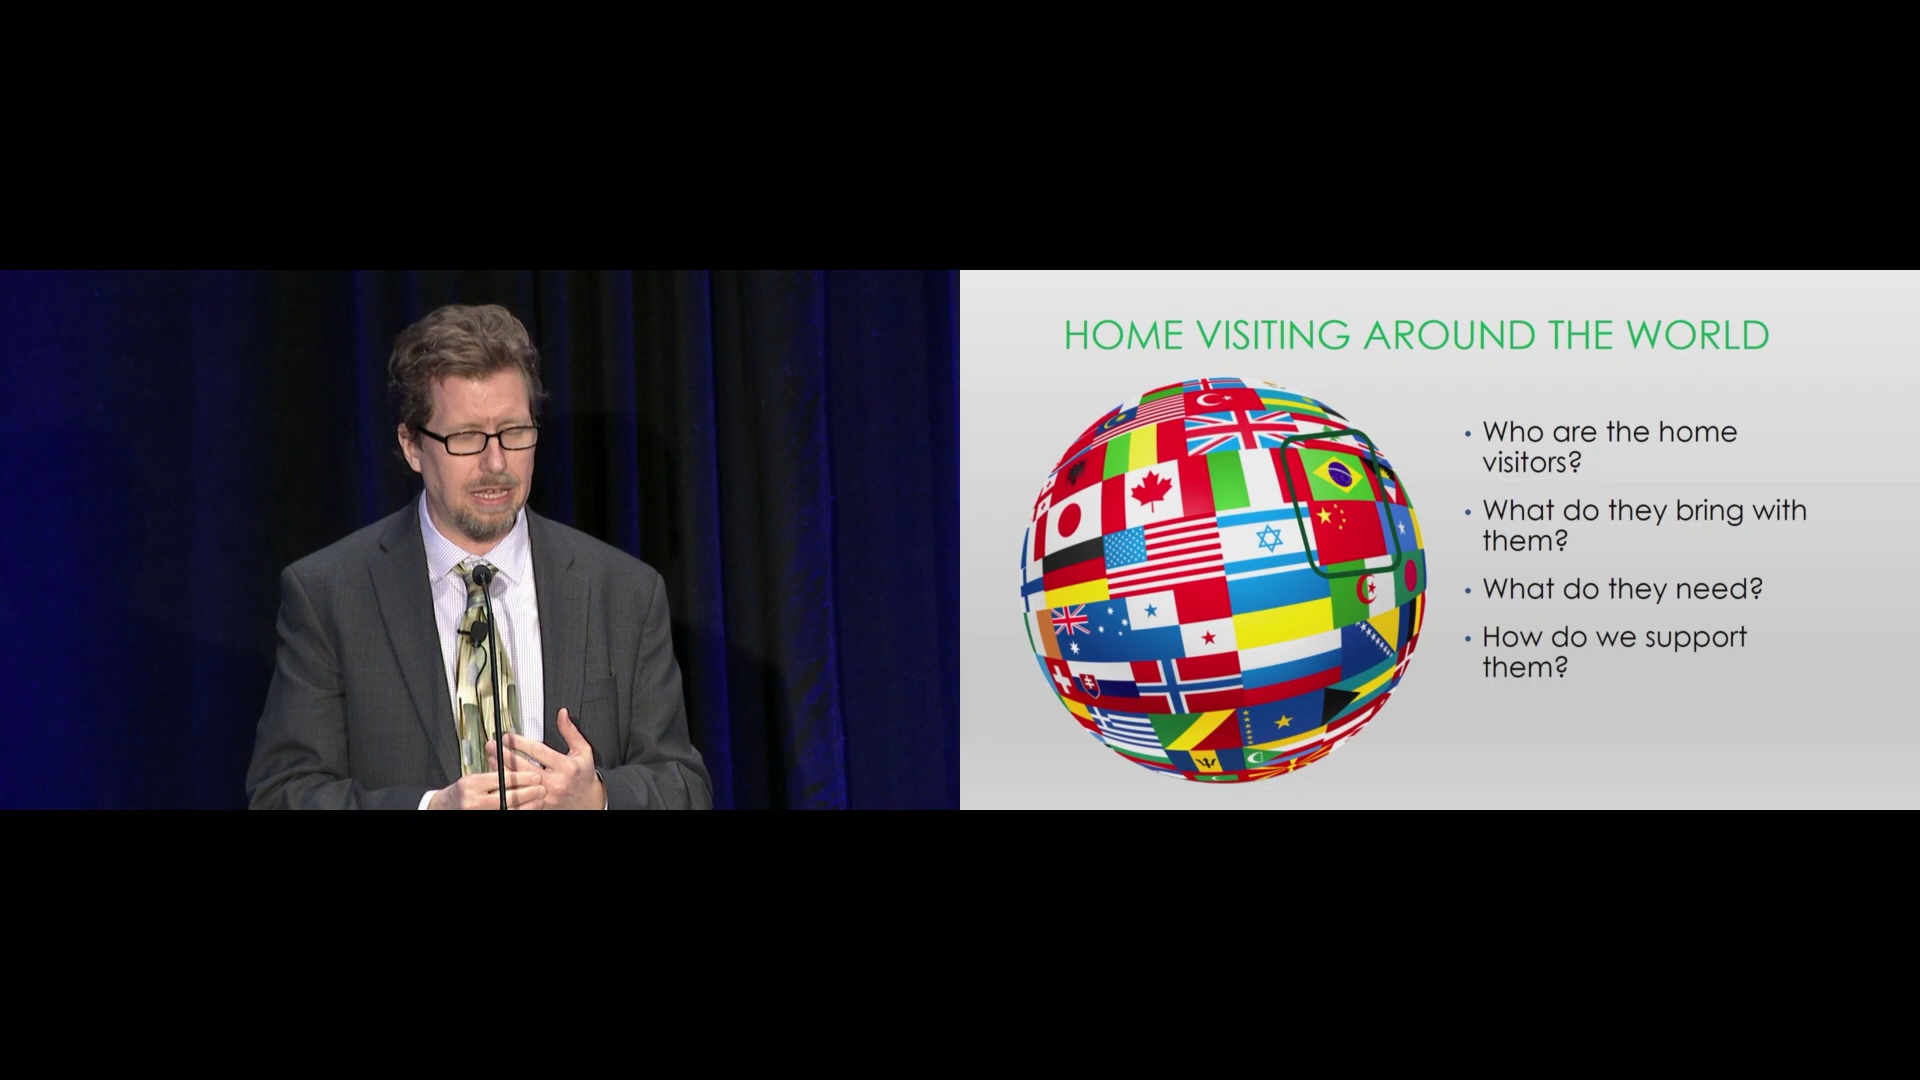 HOME VISITING AROUND THE WORLD
• Who are the home
visitors?
• What do they bring with
them?
• What do they need?
• How do we support
them?